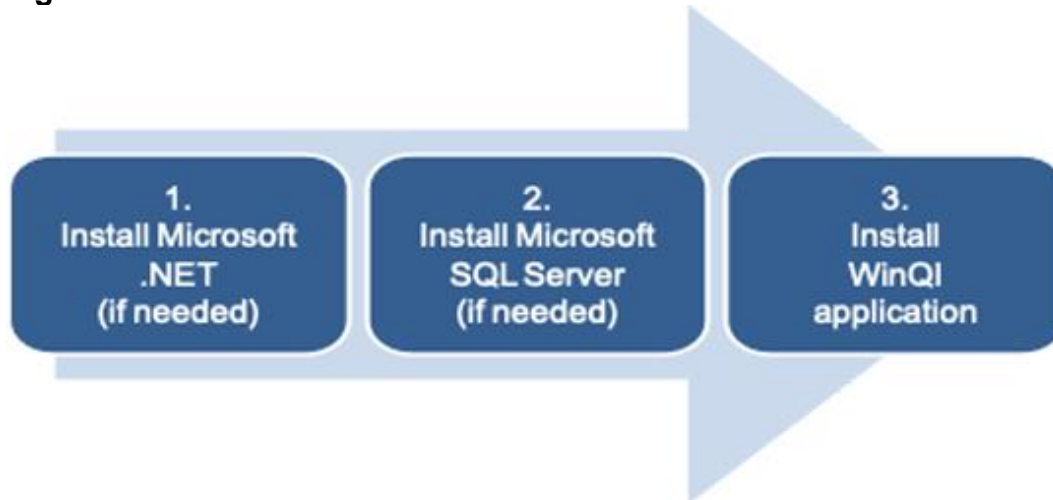 1.
Install Microsoft
.NET
(if needed)
2.
Install Microsoft
SQL Server
(if needed)
3.
Install
WinQI
application